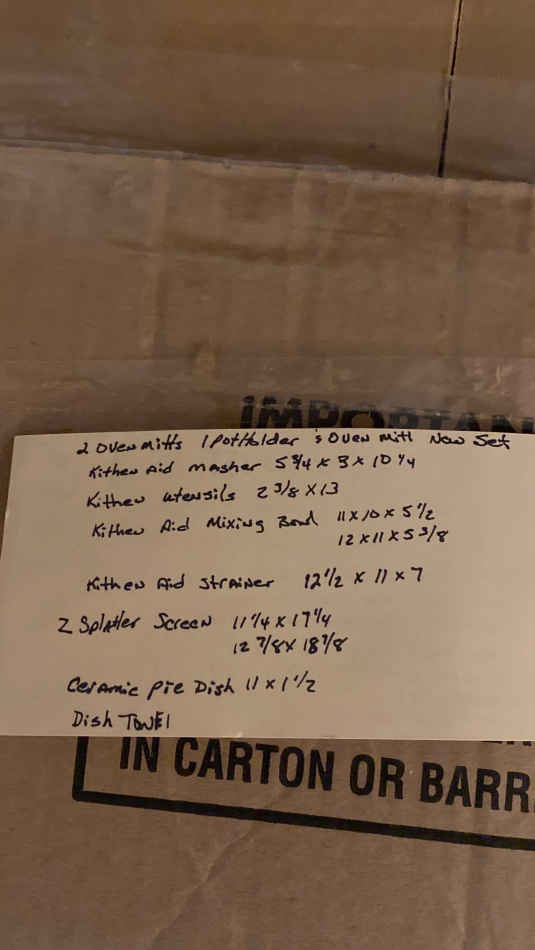 IMPORTAN
2 Oven Mitts 1 PotHolder & Oven Mitt New Set
Kithen Aid masher 5 3/4 x 3 x 10 1/4
Kithen utensils 2 3/8 x 13
Kithen Aid Mixing Bowl 11 x 10 x 5 1/2
12 x 11 x 5 3/8
Kithen Aid Strainer 12 1/2 x 11 x 7
2 Splatter Screen 11 1/4 x 17 1/4
12 7/8 x 18 7/8
Ceramic Pie Dish 11 x 1 1/2
Dish Towel
IN CARTON OR BARR